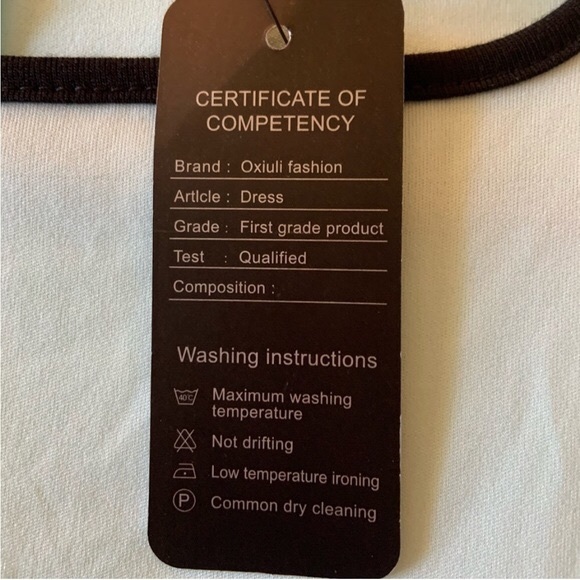 CERTIFICATE OF
COMPETENCY
Brand : Oxiuli fashion
Artlcle : Dress
Grade : First grade product
Test : Qualified
Composition :
Washing instructions
40℃ Maximum washing
temperature
Not drifting
Low temperature ironing
P Common dry cleaning